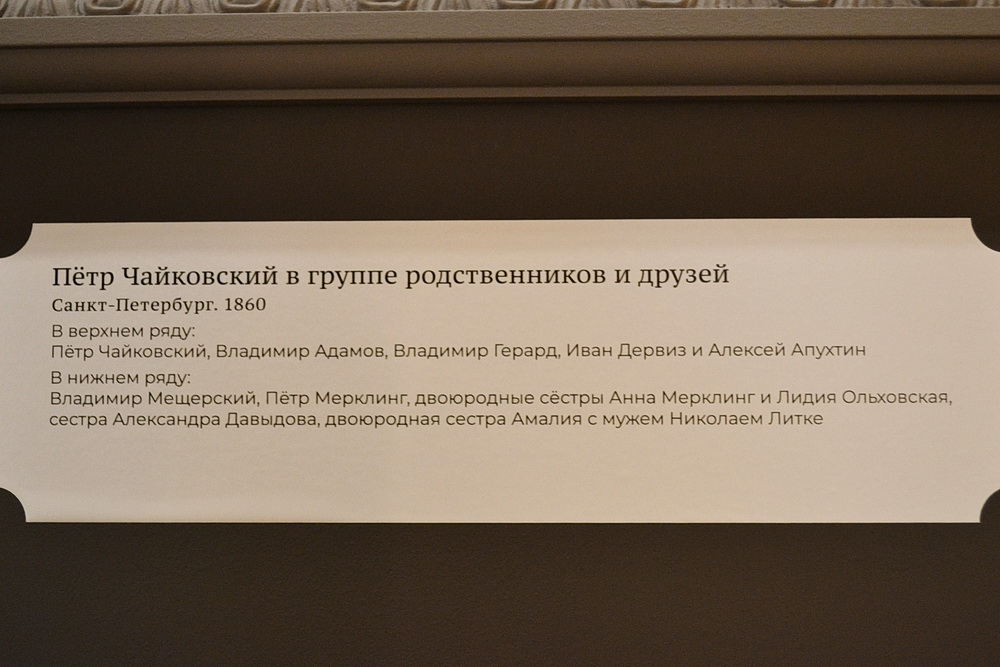 Пётр Чайковский в группе родственников и друзей
Санкт-Петербург. 1860
В верхнем ряду:
Пётр Чайковский, Владимир Адамов, Владимир Герард, Иван Дервиз и Алексей Апухтин
В нижнем ряду:
Владимир Мещерский, Пётр Мерклинг, двоюродные сёстры Анна Мерклинг и Лидия Ольховская,
сестра Александра Давыдова, двоюродная сестра Амалия с мужем Николаем Литке